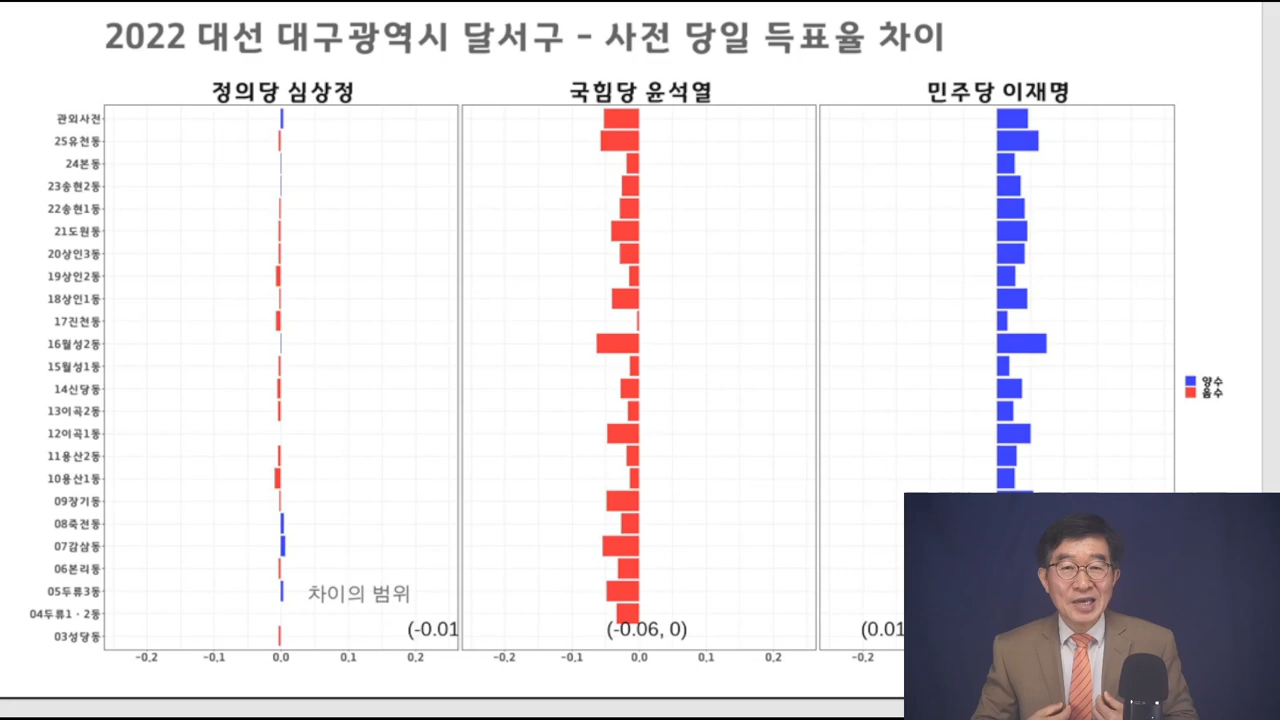 2022 대선 대구광역시 달서구 - 사전 당일 득표율 차이
정의당 심상정
국힘당 윤석열
민주당 이재명
관외사전
25유천동
24본동
23송현2동
22송현1동
21도원동
20상인3동
19상인2동
18상인1동
17진천동
16월성2동
15월성1동
14신당동
13이곡2동
12이곡1동
11용산2동
10용산1동
09장기동
08죽전동
07감삼동
06본리동
05두류3동
04두류1·2동
03성당동
양수
음수
차이의 범위
(-0.01
(-0.06, 0)
(0.01
-0.2 -0.1 0.0 0.1 0.2
-0.2 -0.1 0.0 0.1 0.2
-0.2